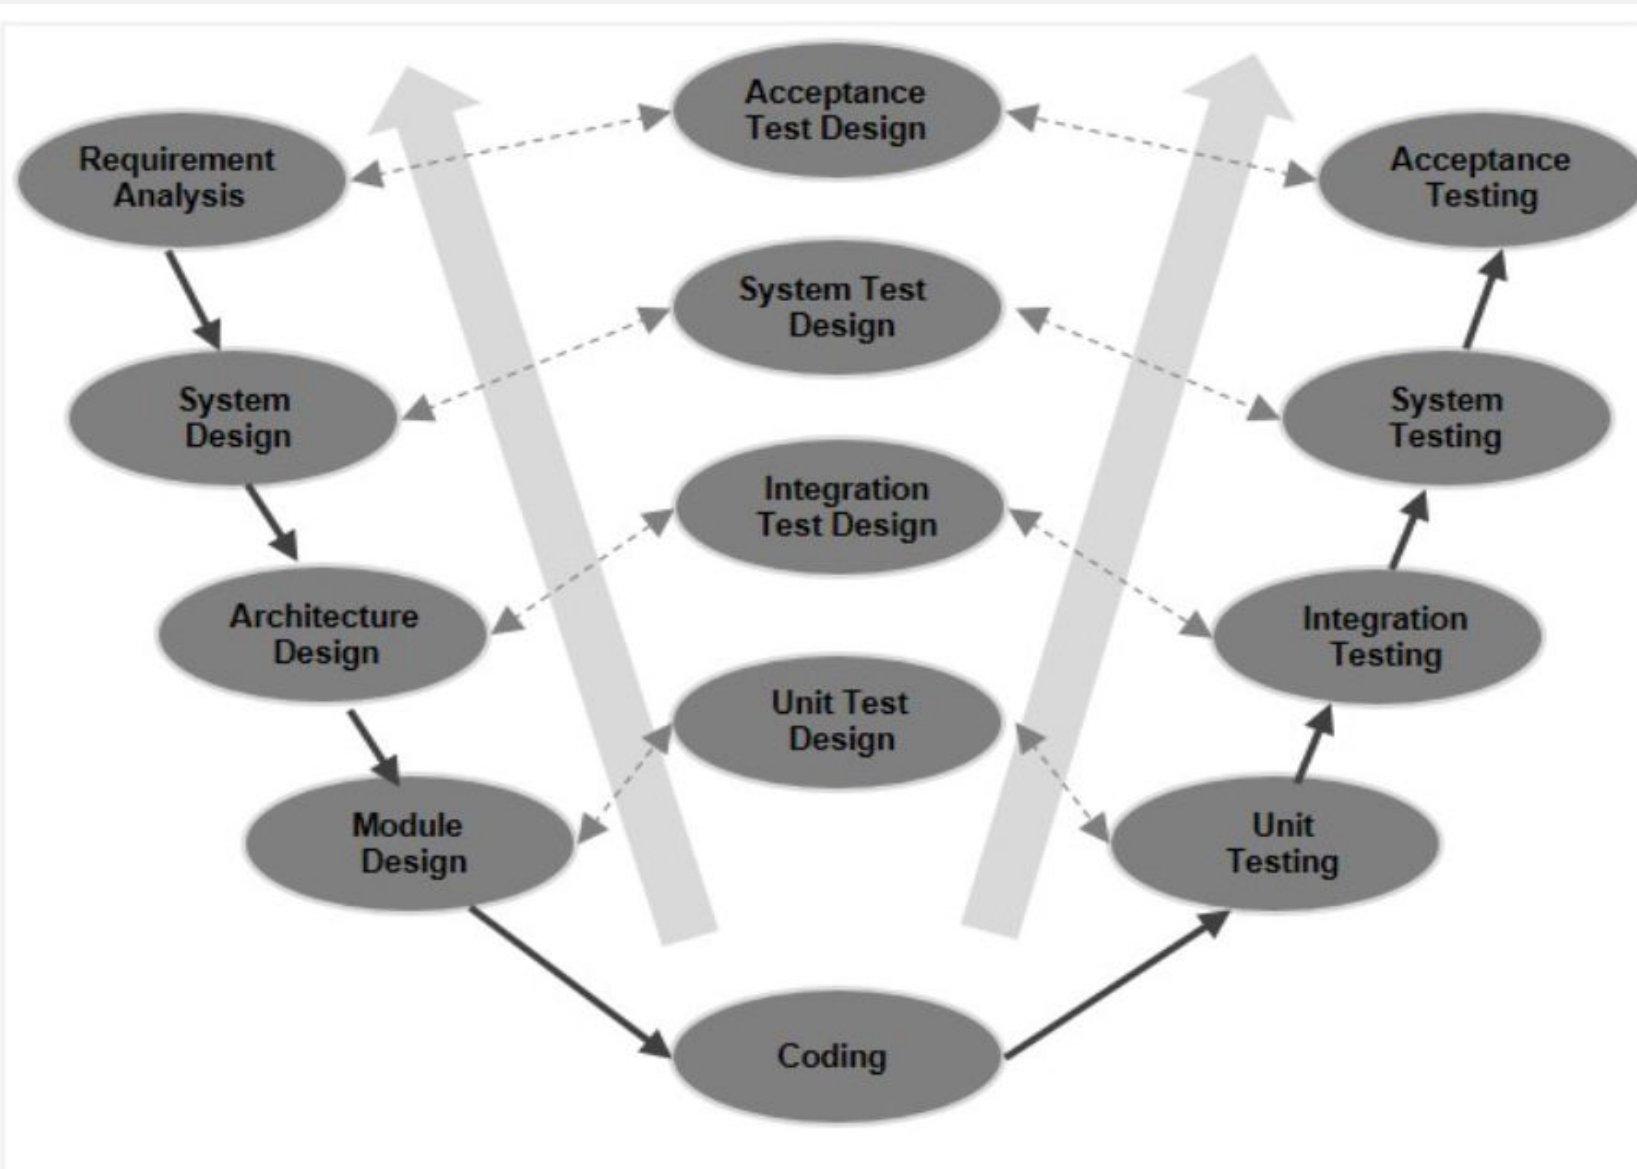 Acceptance
Test Design
Requirement
Analysis
Acceptance
Testing
System Test
Design
System
Design
System
Testing
Integration
Test Design
Architecture
Design
Integration
Testing
Unit Test
Design
Module
Design
Unit
Testing
Coding